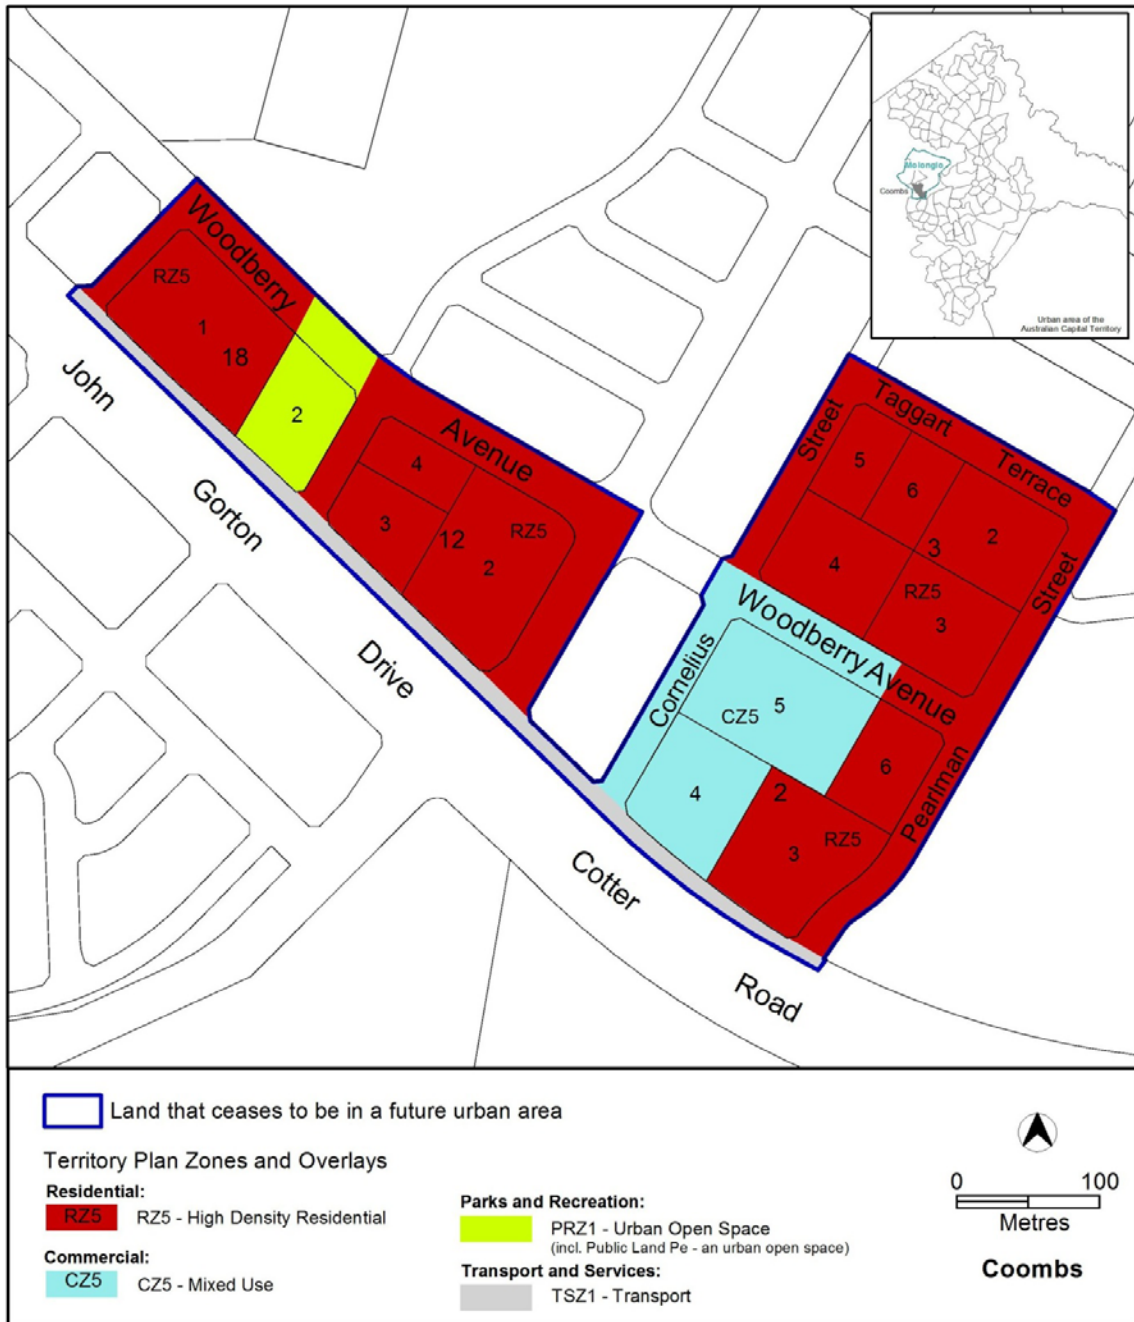 Molonglo
Coombs
Urban area of the
Australian Capital Territory
Woodberry
RZ5
1
18
2
John
Gorton
Drive
Avenue
4
3
12
RZ5
2
Street
Taggart
Terrace
5
6
2
3
4
RZ5
3
Street
Woodberry Avenue
Cornelius
5
CZ5
4
6
2
3
RZ5
Pearlman
Cotter
Road
Land that ceases to be in a future urban area
Territory Plan Zones and Overlays
Residential:
RZ5 RZ5 - High Density Residential
Commercial:
CZ5 CZ5 - Mixed Use
Parks and Recreation:
PRZ1 - Urban Open Space
(incl. Public Land Pe - an urban open space)
Transport and Services:
TSZ1 - Transport
0 100
Metres
Coombs